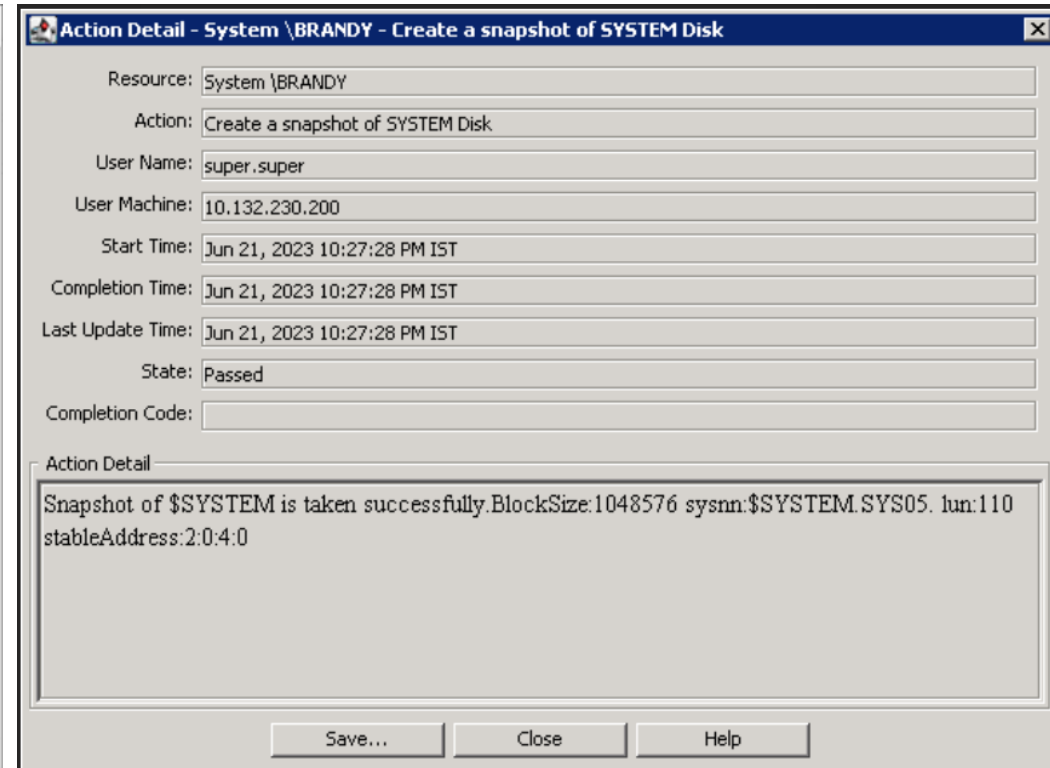 Action Detail - System \BRANDY - Create a snapshot of SYSTEM Disk
Resource: System \BRANDY
Action: Create a snapshot of SYSTEM Disk
User Name: super.super
User Machine: 10.132.230.200
Start Time: Jun 21, 2023 10:27:28 PM IST
Completion Time: Jun 21, 2023 10:27:28 PM IST
Last Update Time: Jun 21, 2023 10:27:28 PM IST
State: Passed
Completion Code:
Action Detail
Snapshot of $SYSTEM is taken successfully.BlockSize:1048576 sysnn:$SYSTEM.SYS05. lun:110
stableAddress:2:0:4:0
Save... Close Help